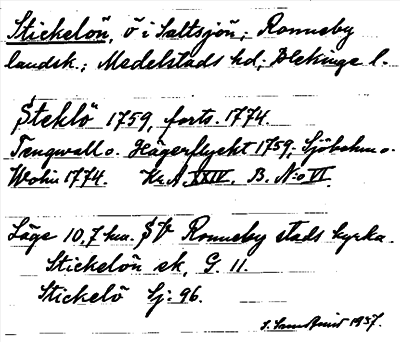 Stickelön, ö i Saltsjön; Ronneby
landsk.; Medelstads hd; Blekinge l.
Steklö 1759, forts. 1774.
Tengwall o. Hägerflycht 1759; Sjöbohm o.
Wohn 1774. Kr. A. XXIV. B. N:o VI.
Läge 10,7 km. SV Ronneby stads kyrka.
Stickelön ek, G. 11.
Stickelö Sj: 96.
1937.